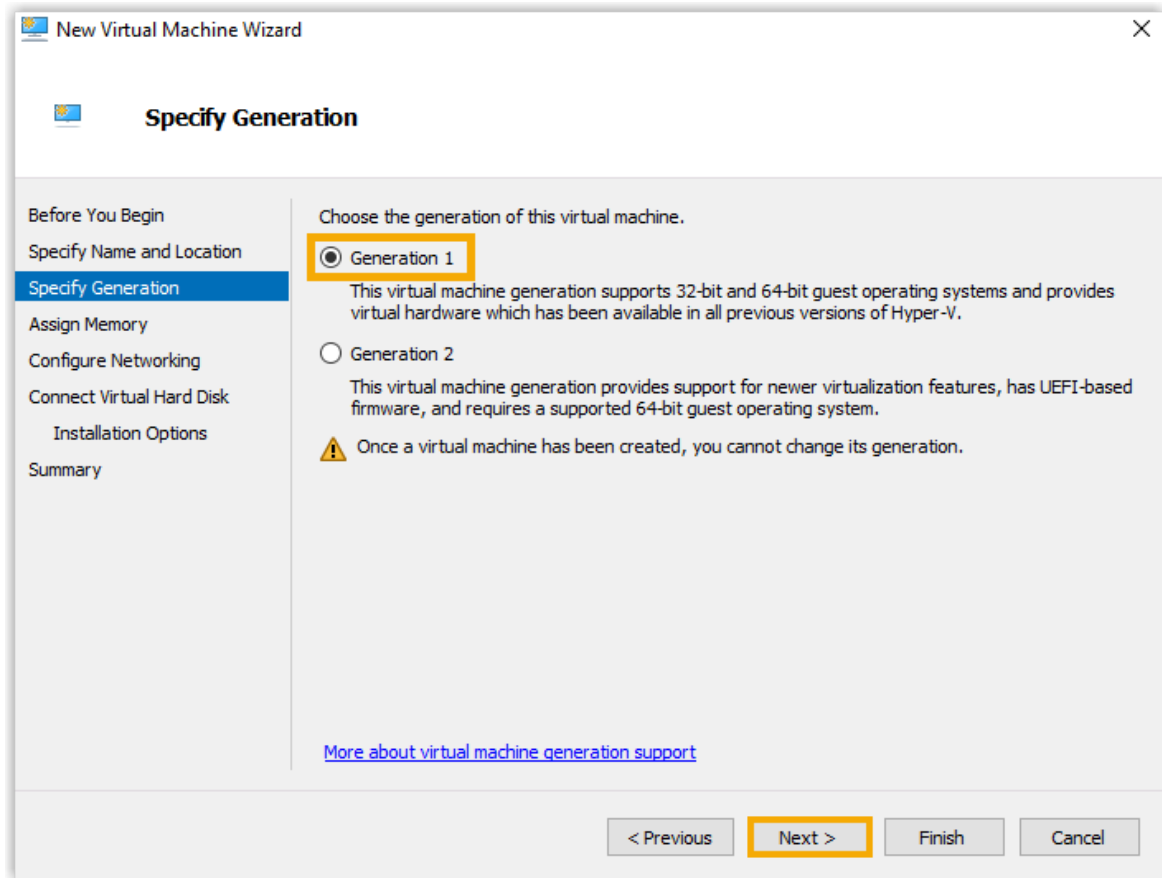 New Virtual Machine Wizard
Specify Generation
Before You Begin
Specify Name and Location
Specify Generation
Assign Memory
Configure Networking
Connect Virtual Hard Disk
Installation Options
Summary
Choose the generation of this virtual machine.
Generation 1
This virtual machine generation supports 32-bit and 64-bit guest operating systems and provides
virtual hardware which has been available in all previous versions of Hyper-V.
Generation 2
This virtual machine generation provides support for newer virtualization features, has UEFI-based
firmware, and requires a supported 64-bit guest operating system.
Once a virtual machine has been created, you cannot change its generation.
More about virtual machine generation support
< Previous
Next >
Finish
Cancel